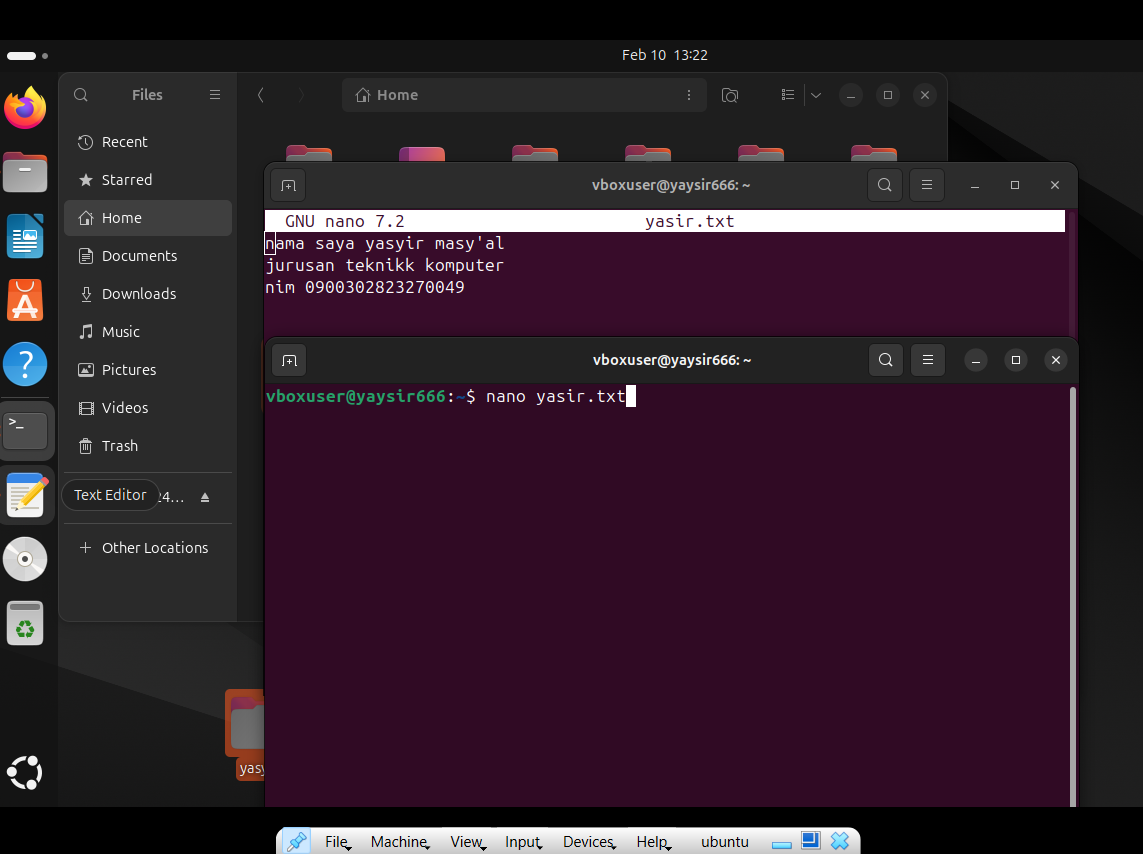 Feb 10 13:22
Files
Home
Recent
Starred
Home
Documents
Downloads
Music
Pictures
Videos
Trash
Text Editor
24...
Other Locations
vboxuser@yaysir666: ~
GNU nano 7.2 yasir.txt
nama saya yasyir masy'al
jurusan teknikk komputer
nim 0900302823270049
vboxuser@yaysir666: ~
vboxuser@yaysir666:~$ nano yasir.txt
yasy
File Machine View Input Devices Help ubuntu